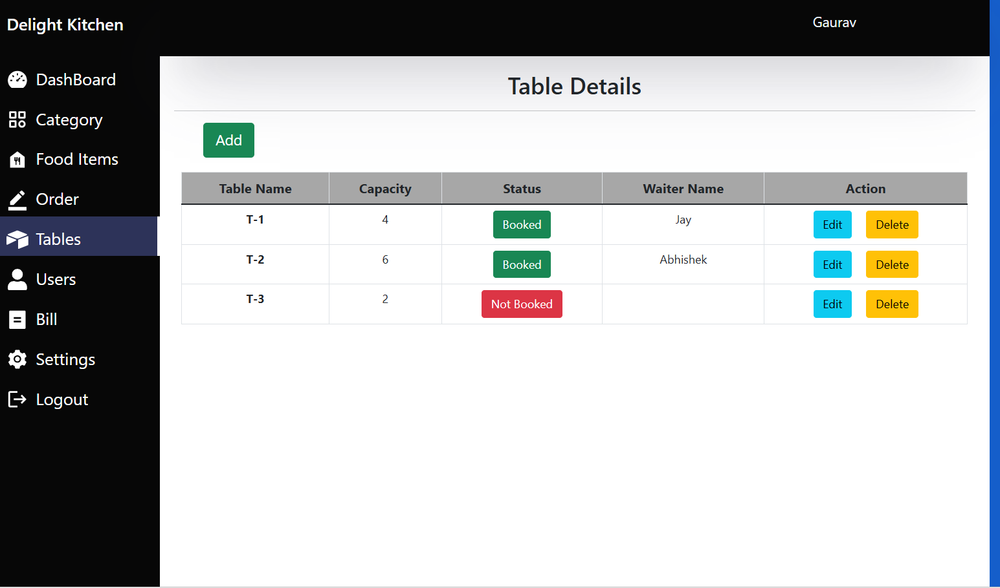 Delight Kitchen
Gaurav
DashBoard
Category
Food Items
Order
Tables
Users
Bill
Settings
Logout
Table Details
Add
Table Name Capacity Status Waiter Name Action
T-1 4 Booked Jay Edit Delete
T-2 6 Booked Abhishek Edit Delete
T-3 2 Not Booked Edit Delete